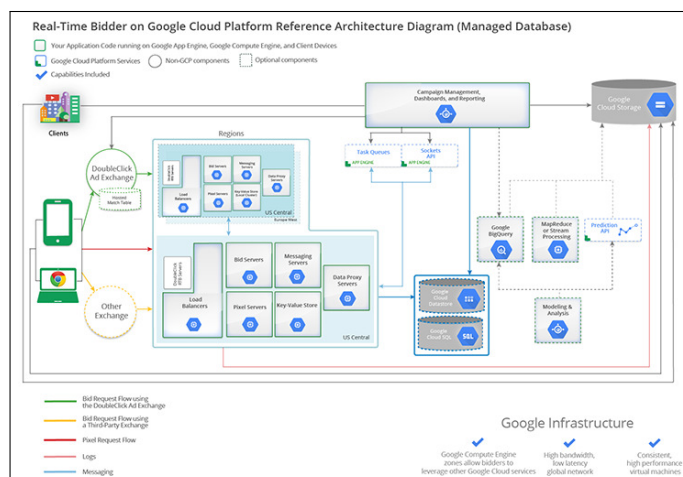 Real-Time Bidder on Google Cloud Platform Reference Architecture Diagram (Managed Database)
Your Application Code running on Google App Engine, Google Compute Engine, and Client Devices
Google Cloud Platform Services
Non-GCP components
Optional components
Capabilities Included
Clients
Campaign Management,
Dashboards, and Reporting
Google
Cloud Storage
Regions
DoubleClick
Ad Exchange
Hosted
Match Table
Load
Balancers
Bid Servers
Messaging
Servers
Pixel Servers
Key-Value Store
Data Proxy
Servers
US Central
Europe West
Task Queues
APP ENGINE
Sockets
API
APP ENGINE
Google
BigQuery
MapReduce
or Stream
Processing
Prediction
API
Other
Exchange
DoubleClick
RTB Servers
Load
Balancers
Bid Servers
Messaging
Servers
Pixel Servers
Key-Value Store
Data Proxy
Servers
US Central
Google
Cloud
Datastore
Google
Cloud SQL
SQL
Modeling &
Analysis
Bid Request Flow using
the DoubleClick Ad Exchange
Bid Request Flow using
a Third-Party Exchange
Pixel Request Flow
Logs
Messaging
Google Infrastructure
Google Compute Engine
zones allow bidders to
leverage other Google Cloud services
High bandwidth,
low latency
global network
Consistent,
high performance
virtual machines